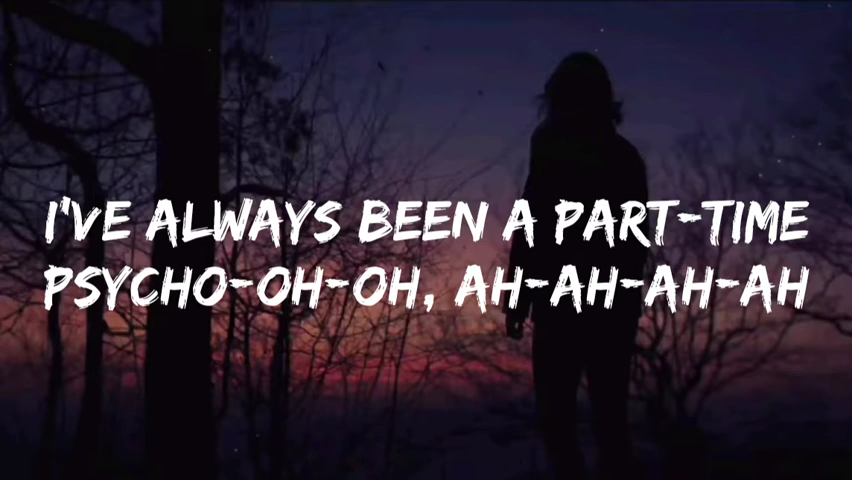 I'VE ALWAYS BEEN A PART-TIME
PSYCHO-OH-OH, AH-AH-AH-AH